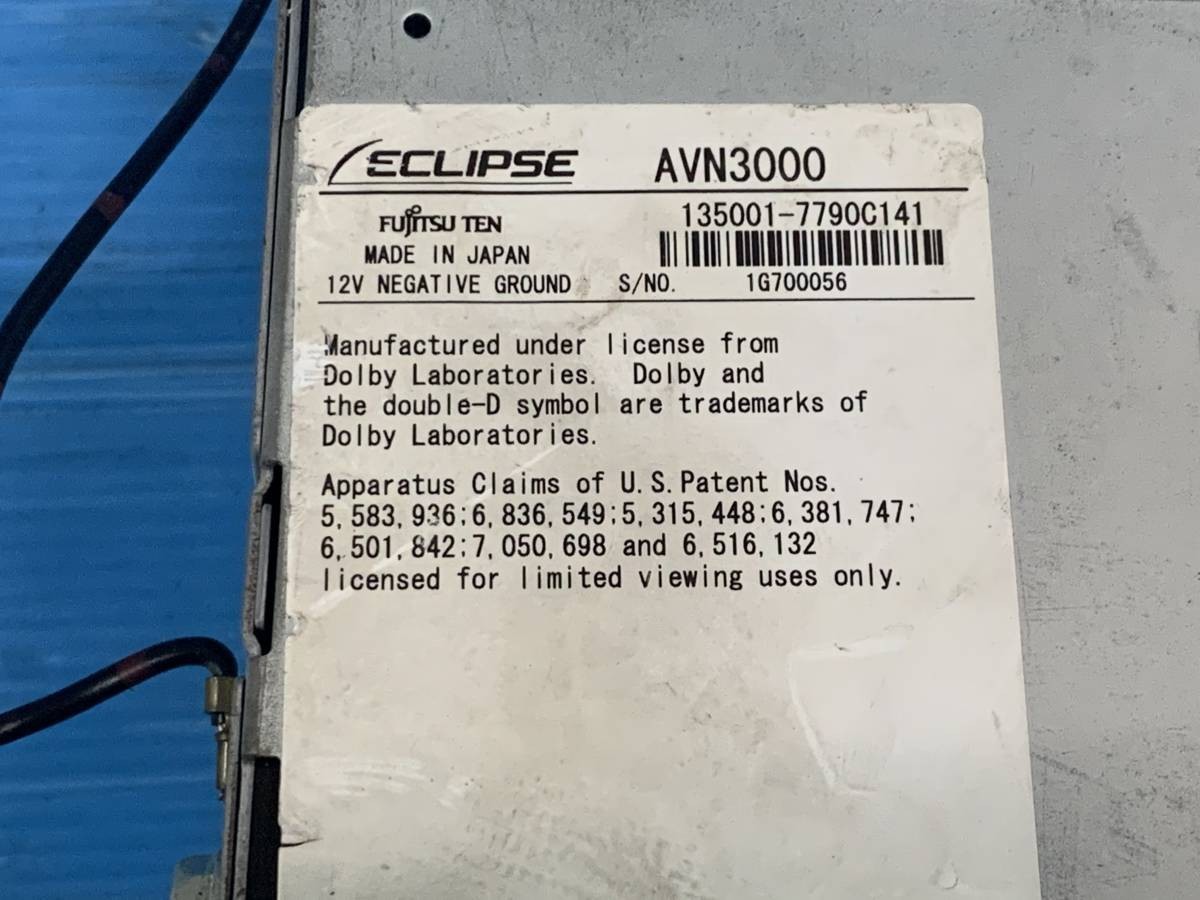 ECLIPSE AVN3000
FUJITSU TEN 135001-7790C141
MADE IN JAPAN
12V NEGATIVE GROUND S/NO. 1G700056
Manufactured under license from
Dolby Laboratories. Dolby and
the double-D symbol are trademarks of
Dolby Laboratories.
Apparatus Claims of U.S.Patent Nos.
5,583,936;6,836,549;5,315,448;6,381,747;
6,501,842;7,050,698 and 6,516,132
licensed for limited viewing uses only.